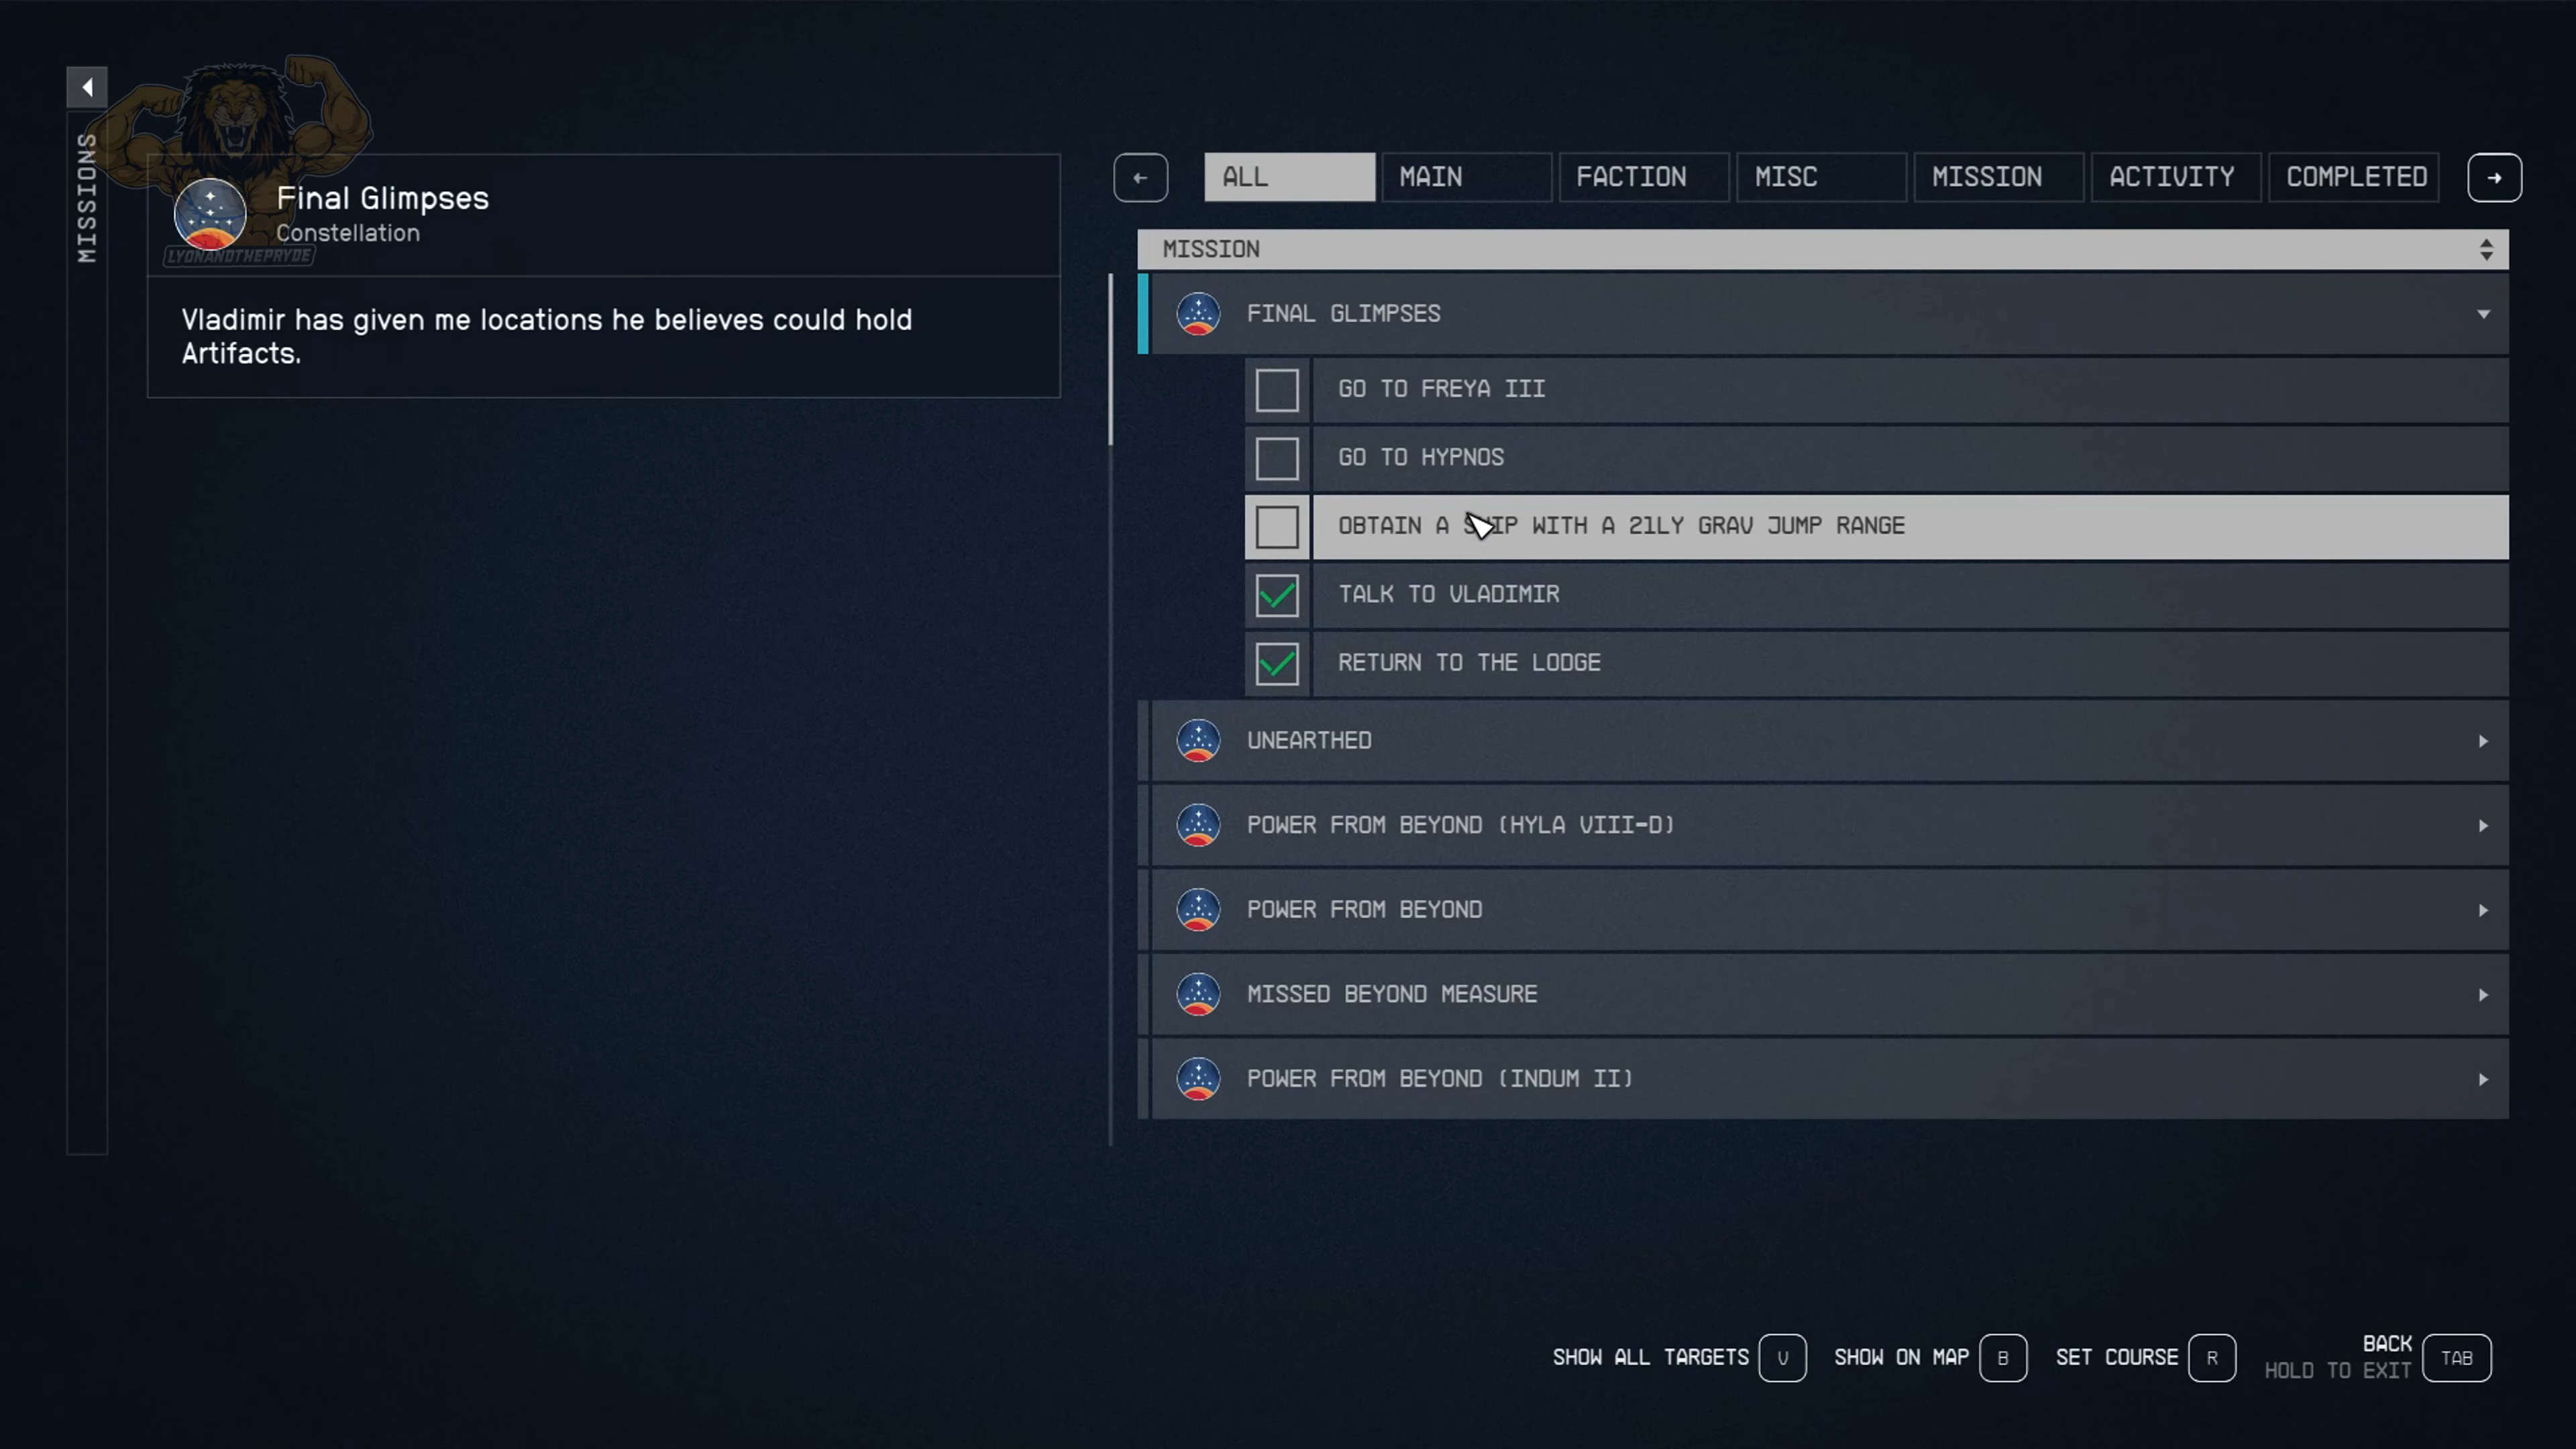 MISSIONS
LYONANDTHEPRYDE
Final Glimpses
Constellation
Vladimir has given me locations he believes could hold
Artifacts.
←
ALL
MAIN
FACTION
MISC
MISSION
ACTIVITY
COMPLETED
→
MISSION
FINAL GLIMPSES
GO TO FREYA III
GO TO HYPNOS
OBTAIN A SHIP WITH A 21LY GRAV JUMP RANGE
TALK TO VLADIMIR
RETURN TO THE LODGE
UNEARTHED
POWER FROM BEYOND (HYLA VIII-D)
POWER FROM BEYOND
MISSED BEYOND MEASURE
POWER FROM BEYOND (INDUM II)
SHOW ALL TARGETS V
SHOW ON MAP B
SET COURSE R
BACK
HOLD TO EXIT
TAB